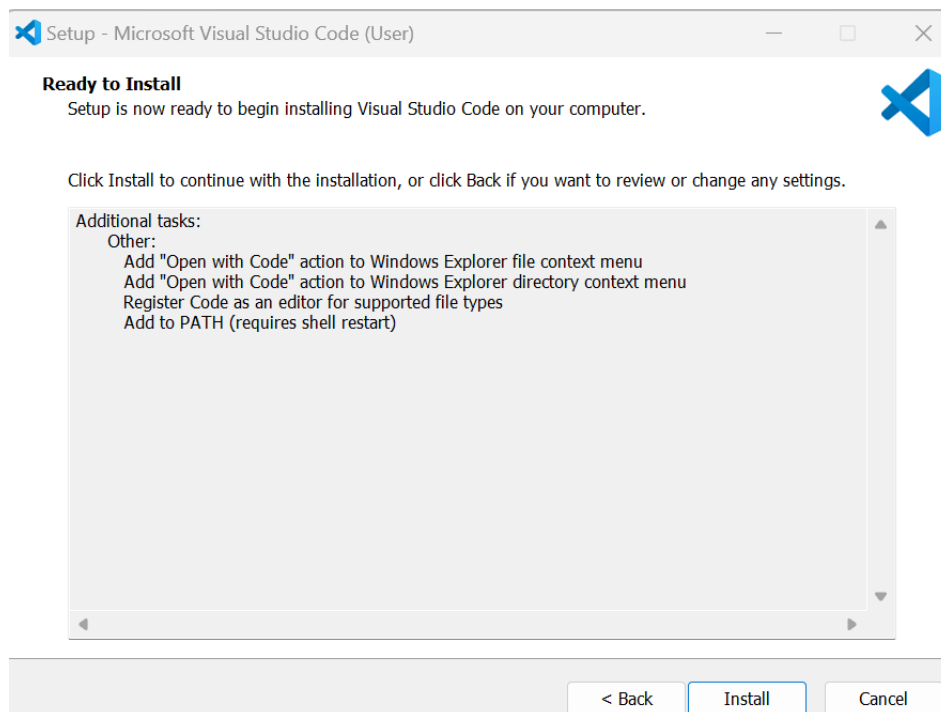 Setup - Microsoft Visual Studio Code (User)
Ready to Install
Setup is now ready to begin installing Visual Studio Code on your computer.
Click Install to continue with the installation, or click Back if you want to review or change any settings.
Additional tasks:
Other:
Add "Open with Code" action to Windows Explorer file context menu
Add "Open with Code" action to Windows Explorer directory context menu
Register Code as an editor for supported file types
Add to PATH (requires shell restart)
< Back Install Cancel